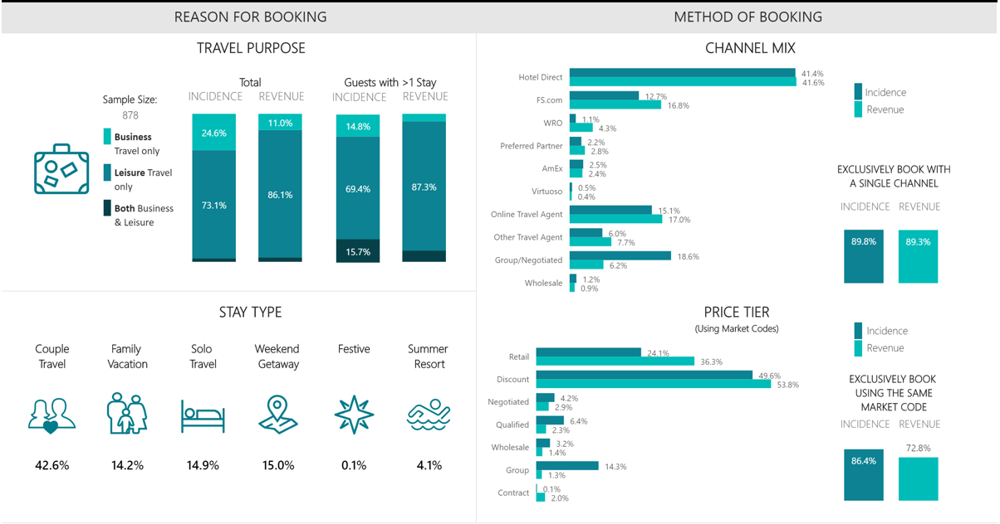 REASON FOR BOOKING
TRAVEL PURPOSE
Total
INCIDENCE REVENUE
Guests with >1 Stay
INCIDENCE REVENUE
Sample Size:
878
Business
Travel only
Leisure Travel
only
Both Business
& Leisure
24.6%
73.1%
11.0%
86.1%
14.8%
69.4%
15.7%
87.3%
STAY TYPE
Couple
Travel
42.6%
Family
Vacation
14.2%
Solo
Travel
14.9%
Weekend
Getaway
15.0%
Festive
0.1%
Summer
Resort
4.1%
METHOD OF BOOKING
CHANNEL MIX
Hotel Direct 41.4%
41.6%
FS.com 12.7%
16.8%
WRO 1.1%
4.3%
Preferred Partner 2.2%
2.8%
AmEx 2.5%
2.4%
Virtuoso 0.5%
0.4%
Online Travel Agent 15.1%
17.0%
Other Travel Agent 6.0%
7.7%
Group/Negotiated 18.6%
6.2%
Wholesale 1.2%
0.9%
Incidence
Revenue
EXCLUSIVELY BOOK WITH
A SINGLE CHANNEL
INCIDENCE REVENUE
89.8% 89.3%
PRICE TIER
(Using Market Codes)
Retail 24.1%
36.3%
Discount 49.6%
53.8%
Negotiated 4.2%
2.9%
Qualified 6.4%
2.3%
Wholesale 3.2%
1.4%
Group 14.3%
1.3%
Contract 0.1%
2.0%
Incidence
Revenue
EXCLUSIVELY BOOK
USING THE SAME
MARKET CODE
INCIDENCE REVENUE
86.4% 72.8%